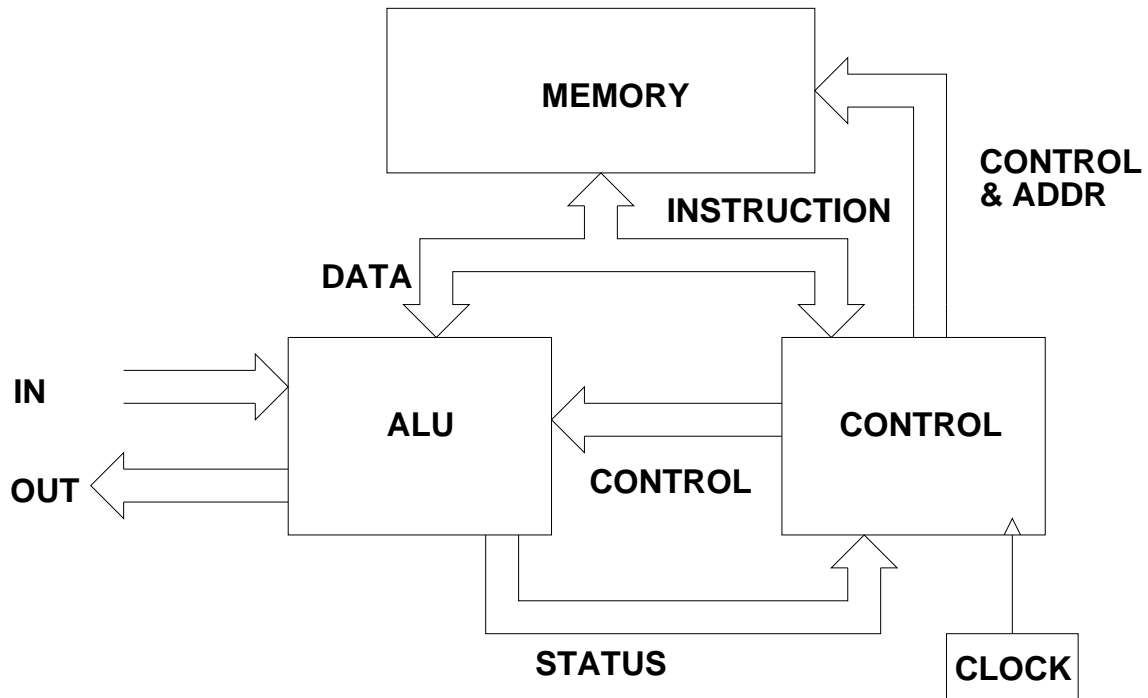 MEMORY
CONTROL
& ADDR
INSTRUCTION
DATA
IN
ALU
CONTROL
OUT
CONTROL
STATUS
CLOCK